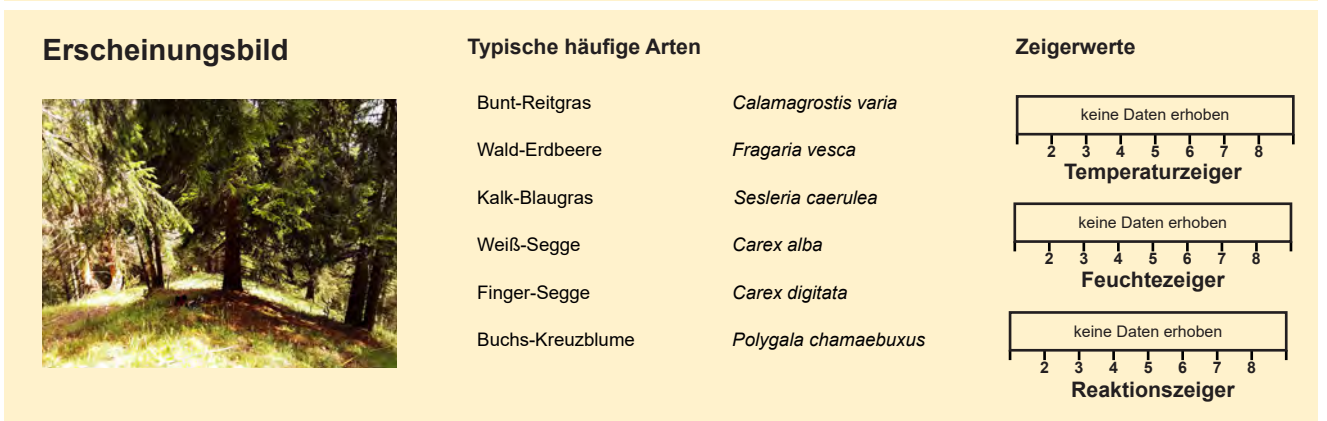 Erscheinungsbild
Typische häufige Arten
Bunt-Reitgras Calamagrostis varia
Wald-Erdbeere Fragaria vesca
Kalk-Blaugras Sesleria caerulea
Weiß-Segge Carex alba
Finger-Segge Carex digitata
Buchs-Kreuzblume Polygala chamaebuxus
Zeigerwerte
keine Daten erhoben
2 3 4 5 6 7 8
Temperaturzeiger
keine Daten erhoben
2 3 4 5 6 7 8
Feuchtezeiger
keine Daten erhoben
2 3 4 5 6 7 8
Reaktionszeiger